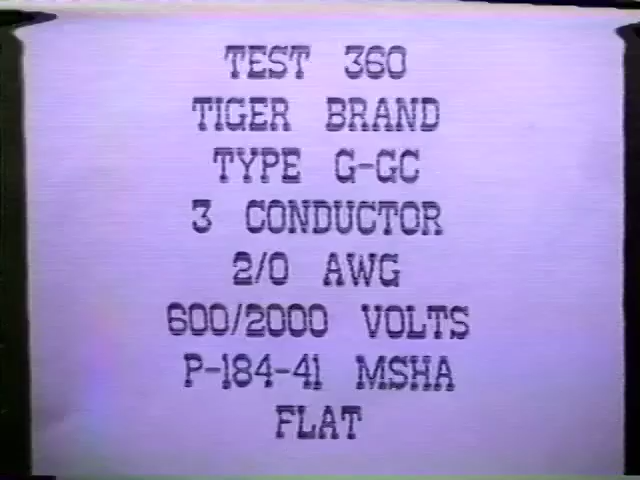 TEST 360
TIGER BRAND
TYPE G-GC
3 CONDUCTOR
2/0 AWG
600/2000 VOLTS
P-184-41 MSHA
FLAT